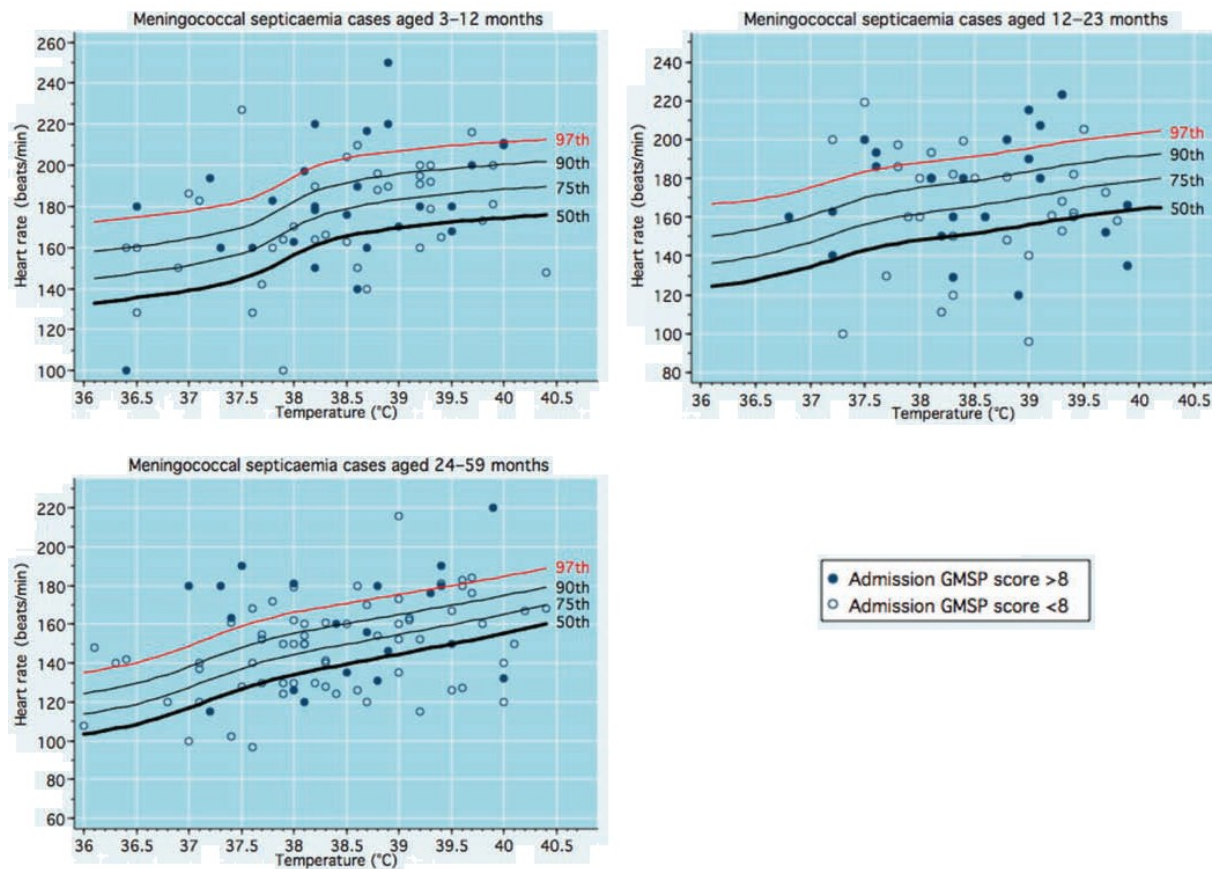 Meningococcal septicaemia cases aged 3–12 months
Heart rate (beats/min)
260
240
220
200
180
160
140
120
100
97th
90th
75th
50th
36 36.5 37 37.5 38 38.5 39 39.5 40 40.5
Temperature (°C)
Meningococcal septicaemia cases aged 12–23 months
Heart rate (beats/min)
240
220
200
180
160
140
120
100
80
97th
90th
75th
50th
36 36.5 37 37.5 38 38.5 39 39.5 40 40.5
Temperature (°C)
Meningococcal septicaemia cases aged 24–59 months
Heart rate (beats/min)
220
200
180
160
140
120
100
80
60
97th
90th
75th
50th
36 36.5 37 37.5 38 38.5 39 39.5 40 40.5
Temperature (°C)
Admission GMSP score >8
Admission GMSP score <8